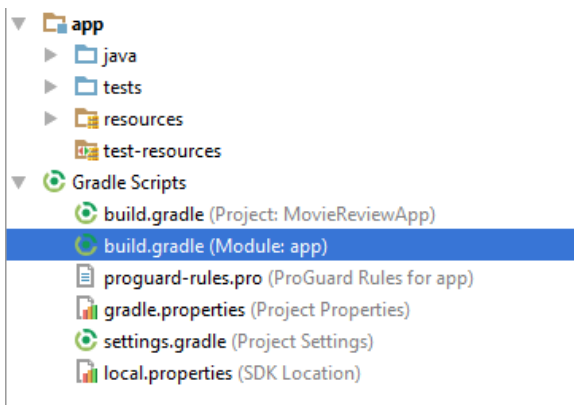 app
java
tests
resources
test-resources
Gradle Scripts
build.gradle (Project: MovieReviewApp)
build.gradle (Module: app)
proguard-rules.pro (ProGuard Rules for app)
gradle.properties (Project Properties)
settings.gradle (Project Settings)
local.properties (SDK Location)